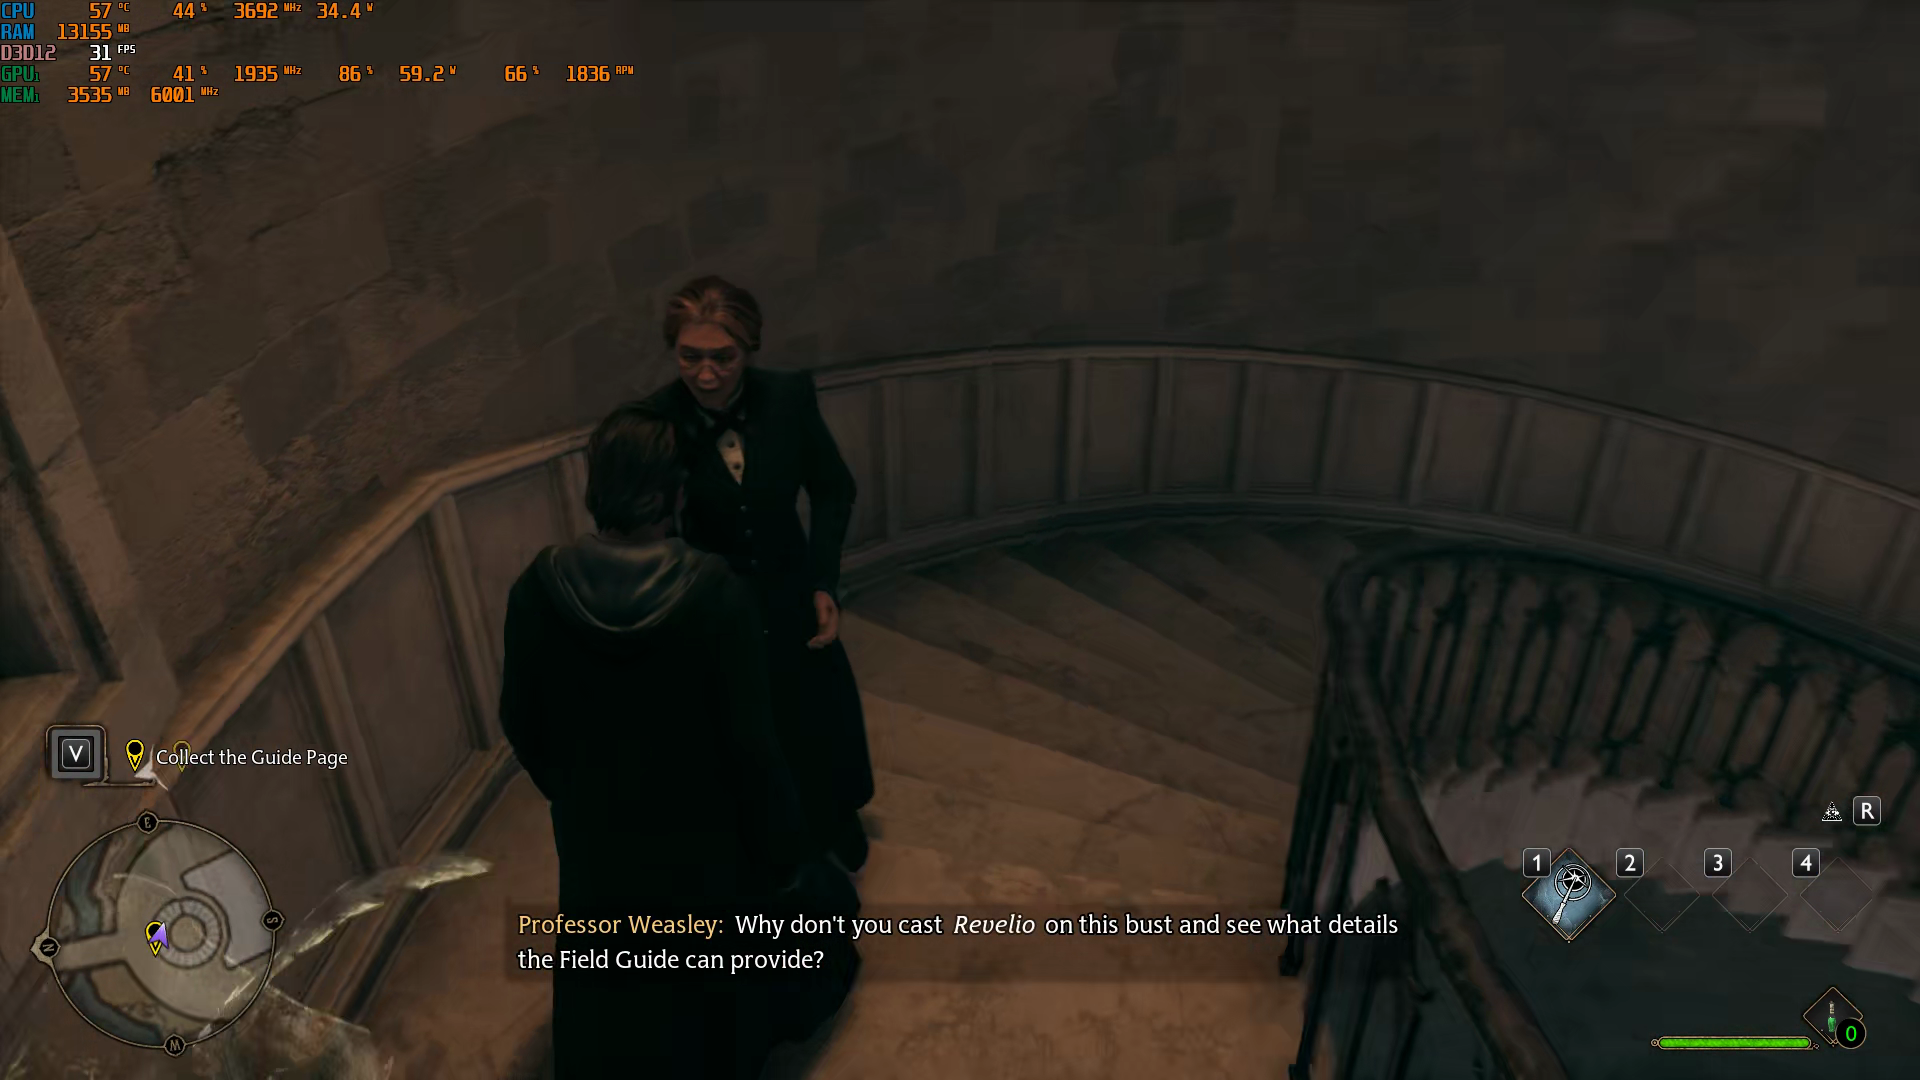 CPU 57 °C 44 % 3692 MHz 34.4 W
RAM 13155 MB
D3D12 31 FPS
GPU1 57 °C 41 % 1935 MHz 86 % 59.2 W 66 % 1836 RPM
MEM1 3535 MB 6001 MHz
V Collect the Guide Page
E
S
N
W
R
1 2 3 4
Professor Weasley: Why don't you cast Revelio on this bust and see what details
the Field Guide can provide?
0